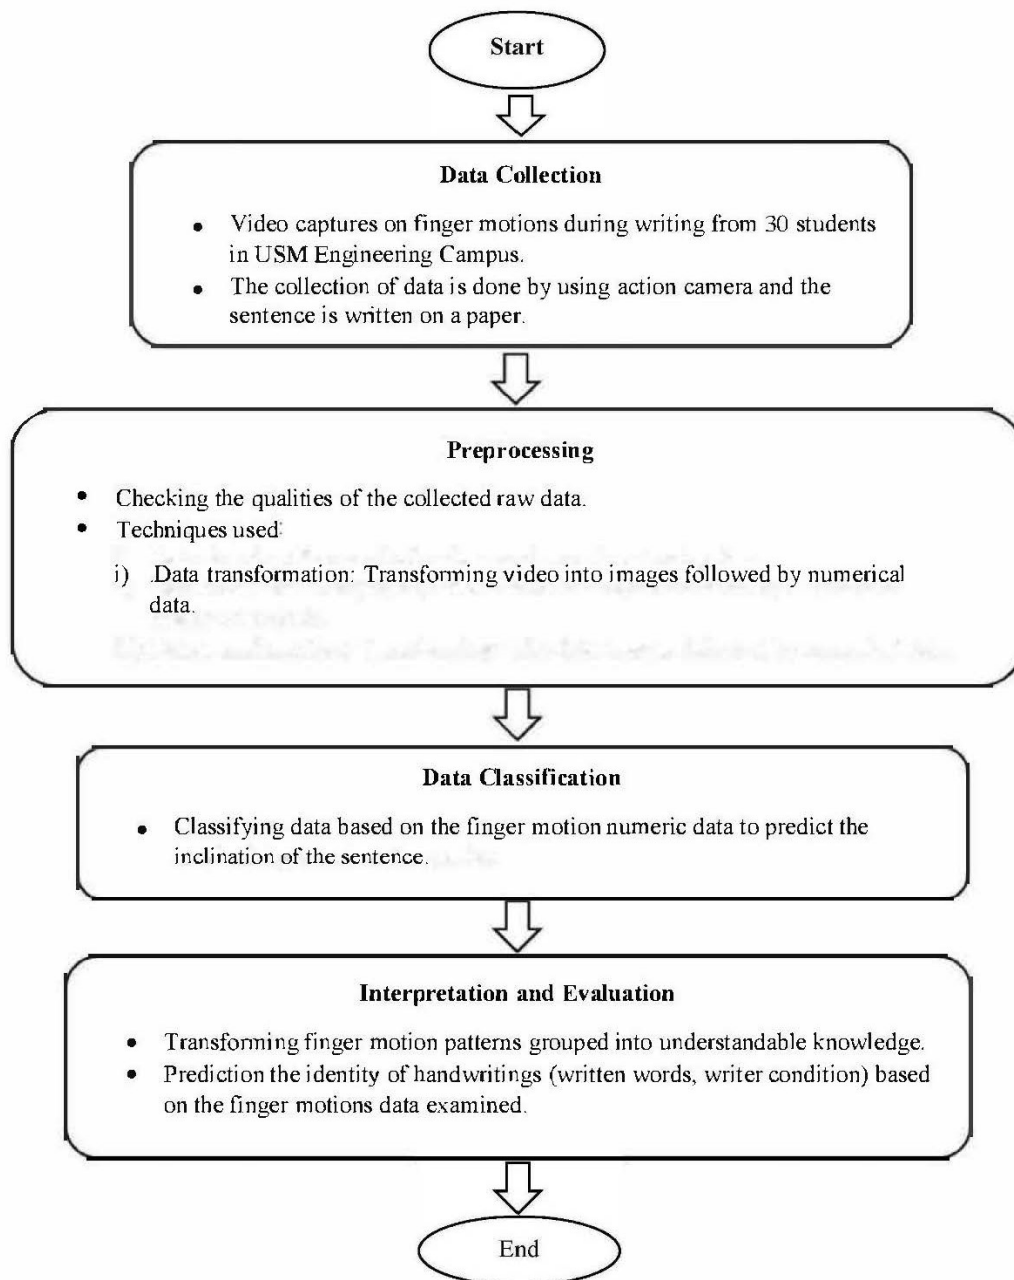 Start
Data Collection
• Video captures on finger motions during writing from 30 students
in USM Engineering Campus.
• The collection of data is done by using action camera and the
sentence is written on a paper.
Preprocessing
• Checking the qualities of the collected raw data.
• Techniques used:
i) .Data transformation: Transforming video into images followed by numerical
data.
Data Classification
• Classifying data based on the finger motion numeric data to predict the
inclination of the sentence.
Interpretation and Evaluation
• Transforming finger motion patterns grouped into understandable knowledge.
• Prediction the identity of handwritings (written words, writer condition) based
on the finger motions data examined.
End